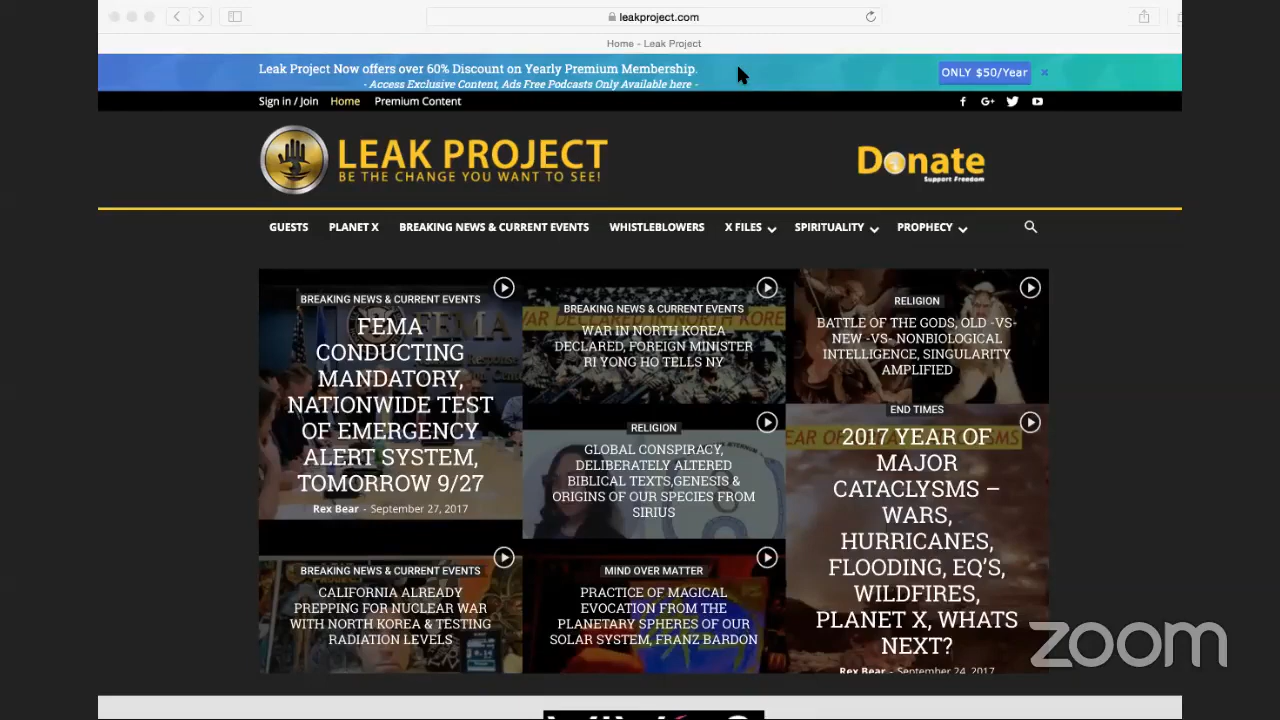 leakproject.com
Home - Leak Project
Leak Project Now offers over 60% Discount on Yearly Premium Membership.
- Access Exclusive Content, Ads Free Podcasts Only Available here -
ONLY $50/Year
×
Sign in / Join Home Premium Content
LEAK PROJECT
BE THE CHANGE YOU WANT TO SEE!
Donate
Support Freedom
GUESTS PLANET X BREAKING NEWS & CURRENT EVENTS WHISTLEBLOWERS X FILES SPIRITUALITY PROPHECY
BREAKING NEWS & CURRENT EVENTS
FEMA
CONDUCTING
MANDATORY,
NATIONWIDE TEST
OF EMERGENCY
ALERT SYSTEM,
TOMORROW 9/27
Rex Bear - September 27, 2017
BREAKING NEWS & CURRENT EVENTS
WAR IN NORTH KOREA
DECLARED, FOREIGN MINISTER
RI YONG HO TELLS NY
RELIGION
BATTLE OF THE GODS, OLD -VS-
NEW -VS- NONBIOLOGICAL
INTELLIGENCE, SINGULARITY
AMPLIFIED
RELIGION
GLOBAL CONSPIRACY,
DELIBERATELY ALTERED
BIBLICAL TEXTS,GENESIS &
ORIGINS OF OUR SPECIES FROM
SIRIUS
END TIMES
2017 YEAR OF
MAJOR
CATACLYSMS –
WARS,
HURRICANES,
FLOODING, EQ'S,
WILDFIRES,
PLANET X, WHATS
NEXT?
Rex Bear - September 24, 2017
BREAKING NEWS & CURRENT EVENTS
CALIFORNIA ALREADY
PREPPING FOR NUCLEAR WAR
WITH NORTH KOREA & TESTING
RADIATION LEVELS
MIND OVER MATTER
PRACTICE OF MAGICAL
EVOCATION FROM THE
PLANETARY SPHERES OF OUR
SOLAR SYSTEM, FRANZ BARDON
zoom